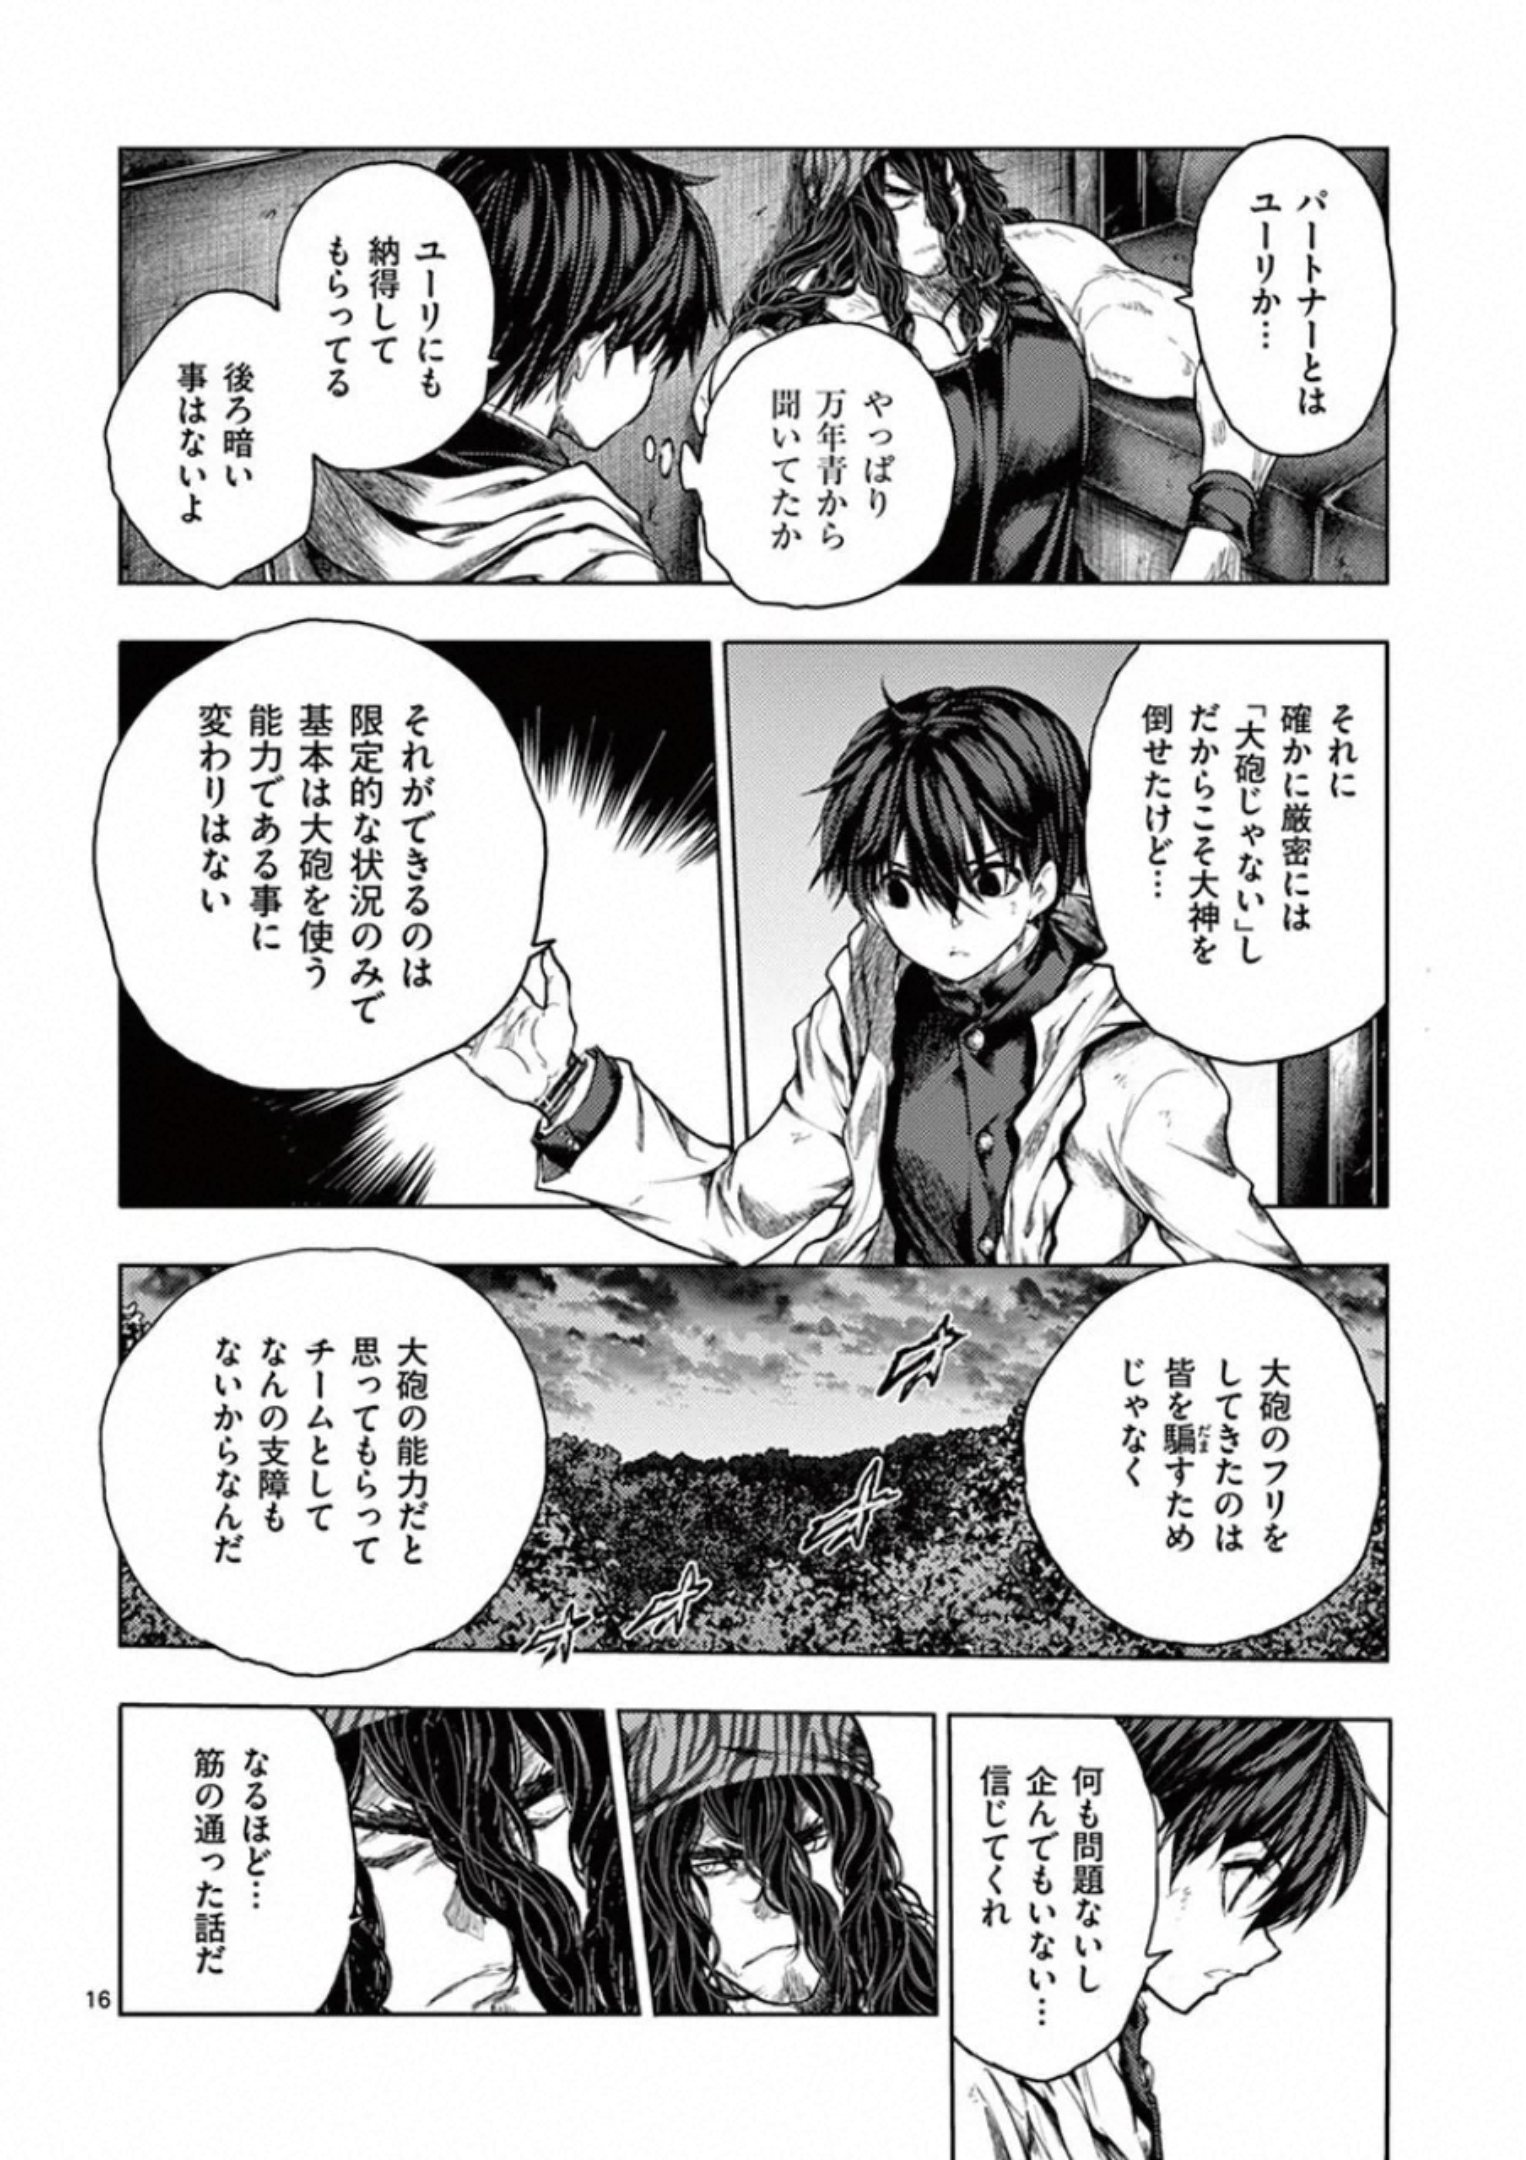 パートナーとは
ユーリか…
やっぱり
万年青から
聞いてたか
ユーリにも
納得して
もらってる
後ろ暗い
事はないよ
それに
確かに厳密には
「大砲じゃない」し
だからこそ大神を
倒せたけど…
それができるのは
限定的な状況のみで
基本は大砲を使う
能力である事に
変わりはない
大砲のフリを
してきたのは
皆を騙すため
だま
じゃなく
大砲の能力だと
思ってもらって
チームとして
なんの支障も
ないからなんだ
何も問題ないし
企んでもいない…
信じてくれ
なるほど…
筋の通った話だ
16